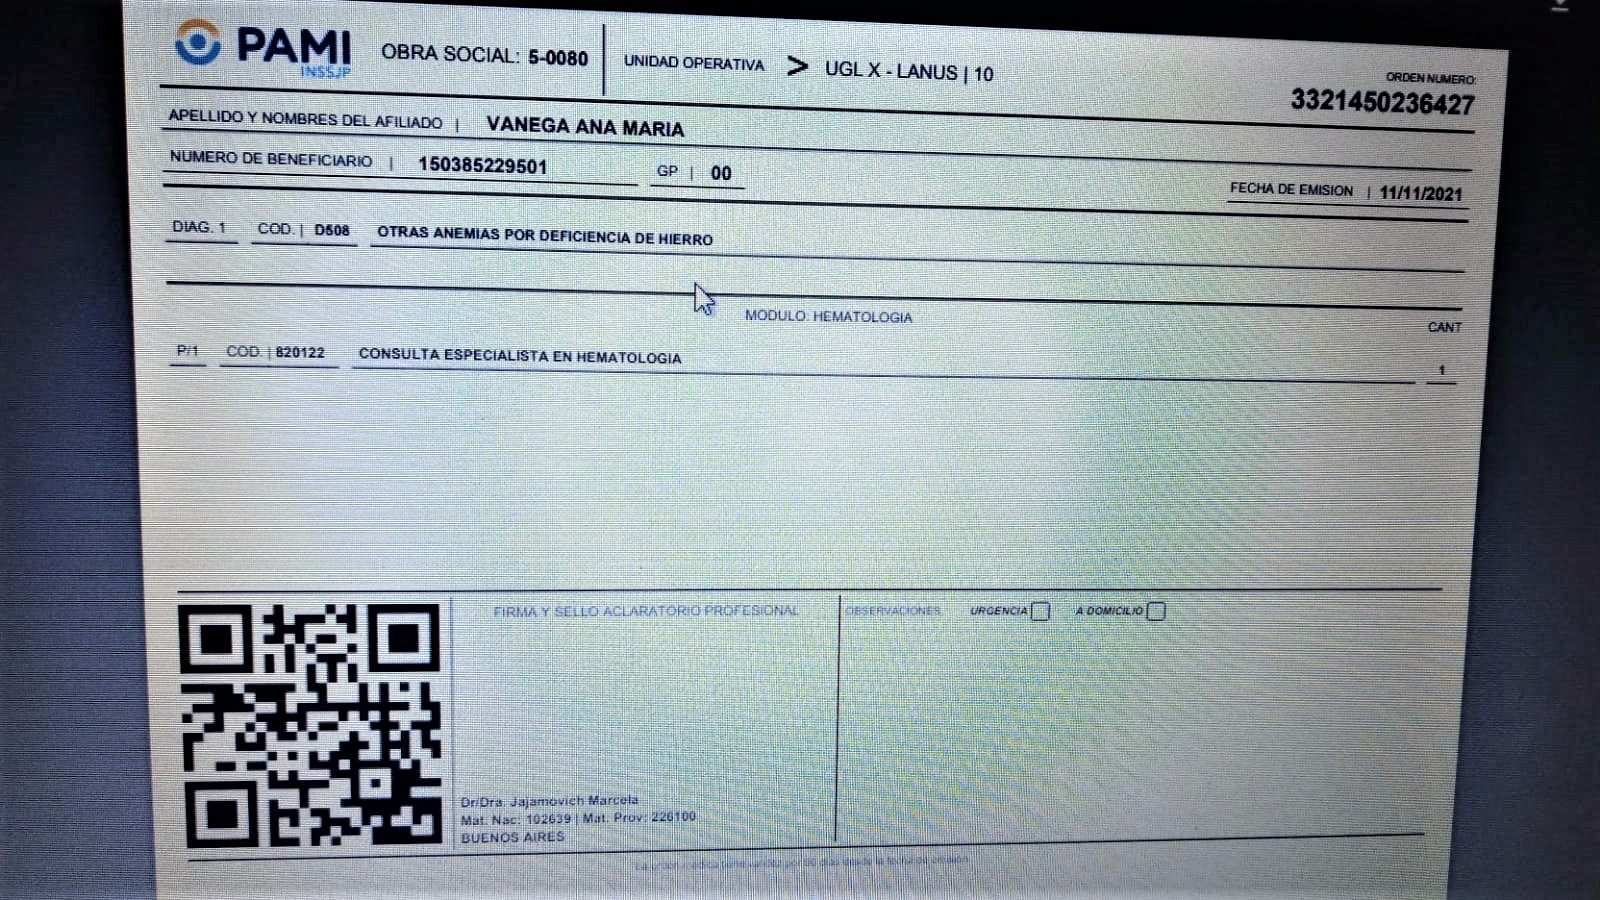 PAMI
INSSJP
OBRA SOCIAL: 5-0080
UNIDAD OPERATIVA > UGL X - LANUS | 10
ORDEN NUMERO:
3321450236427
APELLIDO Y NOMBRES DEL AFILIADO | VANEGA ANA MARIA
NUMERO DE BENEFICIARIO | 150385229501 GP | 00
FECHA DE EMISION | 11/11/2021
DIAG. 1 COD. | D508 OTRAS ANEMIAS POR DEFICIENCIA DE HIERRO
MODULO: HEMATOLOGIA
CANT
P/1 COD. | 820122 CONSULTA ESPECIALISTA EN HEMATOLOGIA 1
FIRMA Y SELLO ACLARATORIO PROFESIONAL
OBSERVACIONES URGENCIA A DOMICILIO
Dr/Dra. Jajamovich Marcela
Mat. Nac: 102639 | Mat. Prov: 226100
BUENOS AIRES